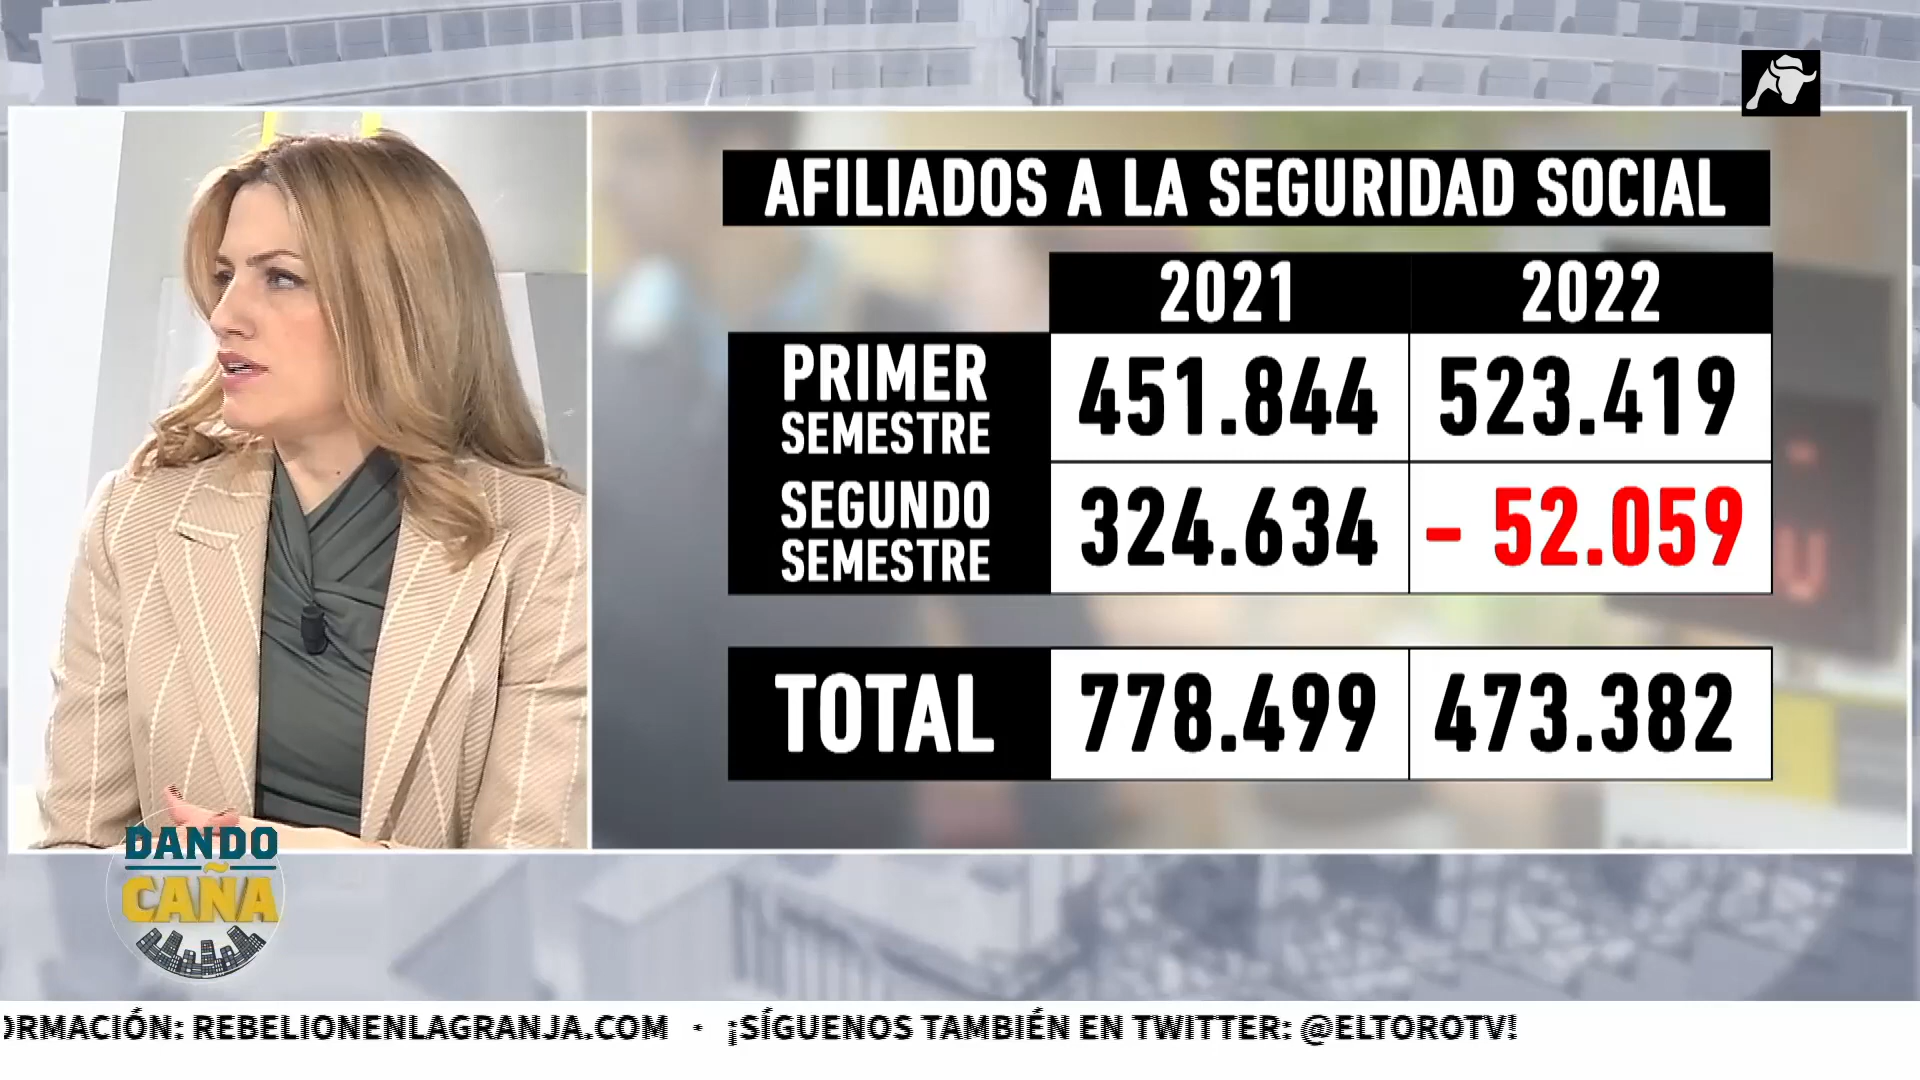 AFILIADOS A LA SEGURIDAD SOCIAL
2021 2022
PRIMER SEMESTRE 451.844 523.419
SEGUNDO SEMESTRE 324.634 - 52.059
TOTAL 778.499 473.382
DANDO
CAÑA
ORMACIÓN: REBELIONENLAGRANJA.COM · ¡SÍGUENOS TAMBIÉN EN TWITTER: @ELTOROTV!